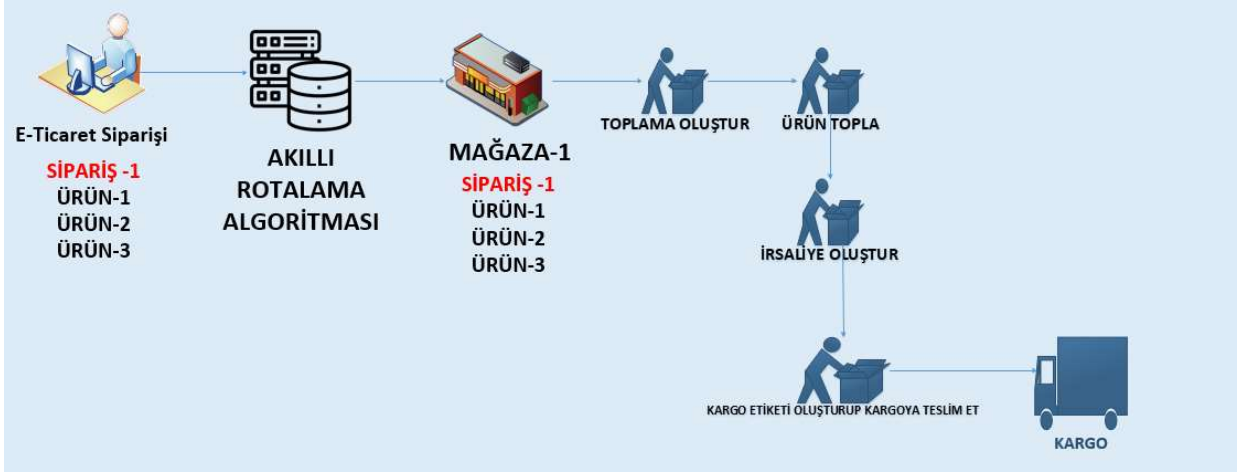 E-Ticaret Siparişi
SİPARİŞ -1
ÜRÜN-1
ÜRÜN-2
ÜRÜN-3
AKILLI
ROTALAMA
ALGORİTMASI
MAĞAZA-1
SİPARİŞ -1
ÜRÜN-1
ÜRÜN-2
ÜRÜN-3
TOPLAMA OLUŞTUR
ÜRÜN TOPLA
İRSALİYE OLUŞTUR
KARGO ETİKETİ OLUŞTURUP KARGOYA TESLİM ET
KARGO